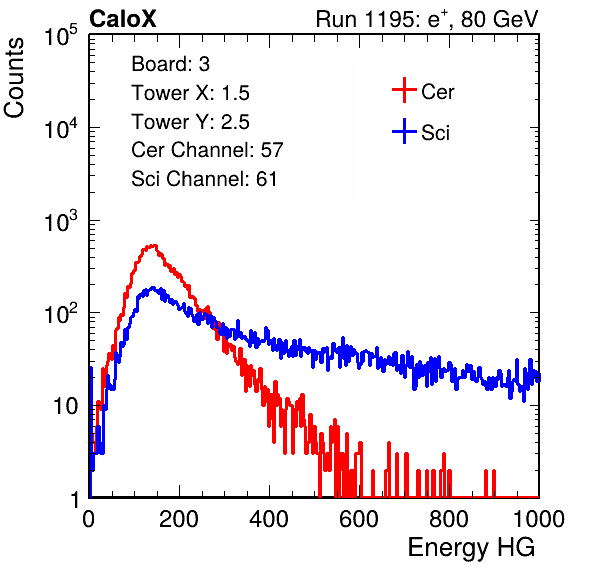 CaloX Run 1195: e⁺, 80 GeV
Counts
10⁵
10⁴
10³
10²
10
1
Board: 3
Tower X: 1.5
Tower Y: 2.5
Cer Channel: 57
Sci Channel: 61
Cer
Sci
0 200 400 600 800 1000
Energy HG